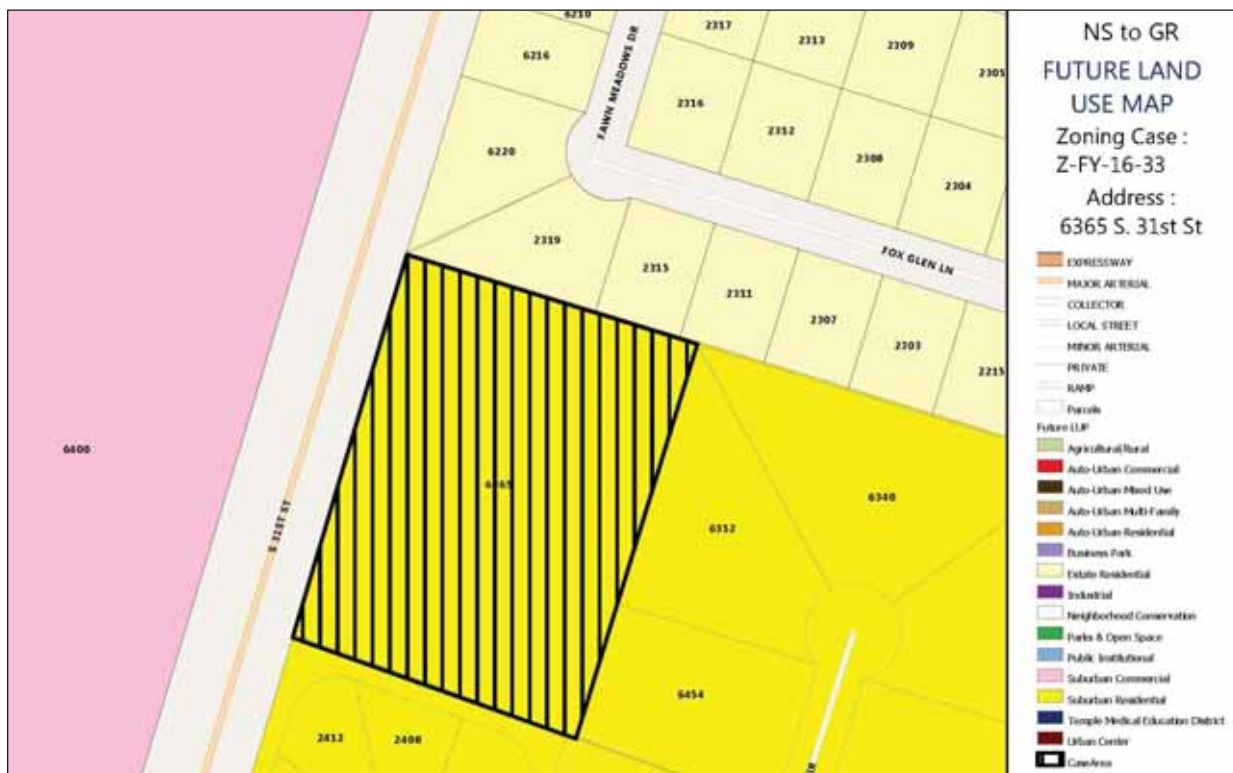 6210
2317
2313
2309
2305
6216
FAWN MEADOWS DR
2316
2312
2308
2304
6220
2319
2315
2311
2307
2303
2215
FOX GLEN LN
6400
S 31ST ST
6365
6352
6340
6454
2412
2408
DR
NS to GR
FUTURE LAND
USE MAP
Zoning Case :
Z-FY-16-33
Address :
6365 S. 31st St
EXPRESSWAY
MAJOR ARTERIAL
COLLECTOR
LOCAL STREET
MINOR ARTERIAL
PRIVATE
RAMP
Parcels
Future LUP
Agricultural/Rural
Auto-Urban Commercial
Auto-Urban Mixed Use
Auto-Urban Multi-Family
Auto-Urban Residential
Business Park
Estate Residential
Industrial
Neighborhood Conservation
Parks & Open Space
Public Institutional
Suburban Commercial
Suburban Residential
Temple Medical Education District
Urban Center
CaseArea